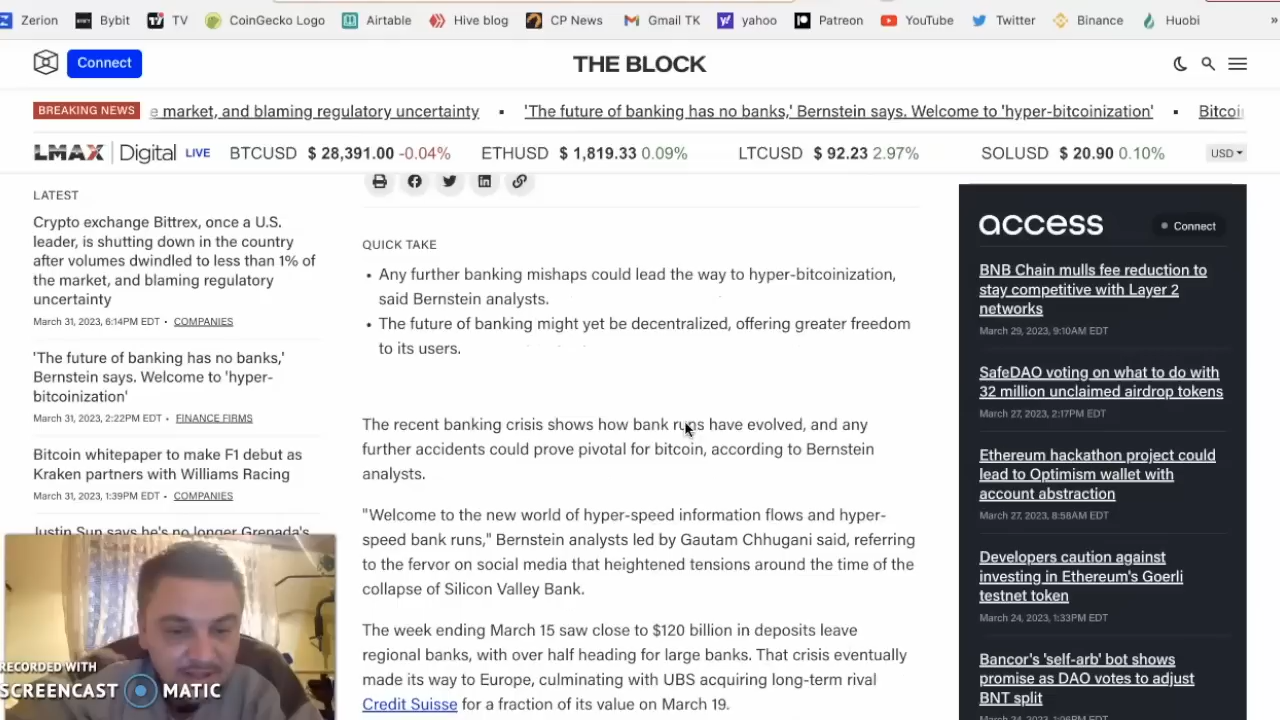 Zerion Bybit TV CoinGecko Logo Airtable Hive blog CP News Gmail TK yahoo Patreon YouTube Twitter Binance Huobi »
Connect THE BLOCK
BREAKING NEWS e market, and blaming regulatory uncertainty ▪ 'The future of banking has no banks,' Bernstein says. Welcome to 'hyper-bitcoinization' ▪ Bitcoi
LMAX Digital LIVE BTCUSD $ 28,391.00 -0.04% ETHUSD $ 1,819.33 0.09% LTCUSD $ 92.23 2.97% SOLUSD $ 20.90 0.10% USD
LATEST
Crypto exchange Bittrex, once a U.S.
leader, is shutting down in the country
after volumes dwindled to less than 1% of
the market, and blaming regulatory
uncertainty
March 31, 2023, 6:14PM EDT • COMPANIES
'The future of banking has no banks,'
Bernstein says. Welcome to 'hyper-
bitcoinization'
March 31, 2023, 2:22PM EDT • FINANCE FIRMS
Bitcoin whitepaper to make F1 debut as
Kraken partners with Williams Racing
March 31, 2023, 1:39PM EDT • COMPANIES
Justin Sun says he's no longer Grenada's
RECORDED WITH
SCREENCAST MATIC
QUICK TAKE
• Any further banking mishaps could lead the way to hyper-bitcoinization,
said Bernstein analysts.
• The future of banking might yet be decentralized, offering greater freedom
to its users.
The recent banking crisis shows how bank runs have evolved, and any
further accidents could prove pivotal for bitcoin, according to Bernstein
analysts.
"Welcome to the new world of hyper-speed information flows and hyper-
speed bank runs," Bernstein analysts led by Gautam Chhugani said, referring
to the fervor on social media that heightened tensions around the time of the
collapse of Silicon Valley Bank.
The week ending March 15 saw close to $120 billion in deposits leave
regional banks, with over half heading for large banks. That crisis eventually
made its way to Europe, culminating with UBS acquiring long-term rival
Credit Suisse for a fraction of its value on March 19.
access Connect
BNB Chain mulls fee reduction to
stay competitive with Layer 2
networks
March 29, 2023, 9:10AM EDT
SafeDAO voting on what to do with
32 million unclaimed airdrop tokens
March 27, 2023, 2:17PM EDT
Ethereum hackathon project could
lead to Optimism wallet with
account abstraction
March 27, 2023, 8:58AM EDT
Developers caution against
investing in Ethereum's Goerli
testnet token
March 24, 2023, 1:33PM EDT
Bancor's 'self-arb' bot shows
promise as DAO votes to adjust
BNT split